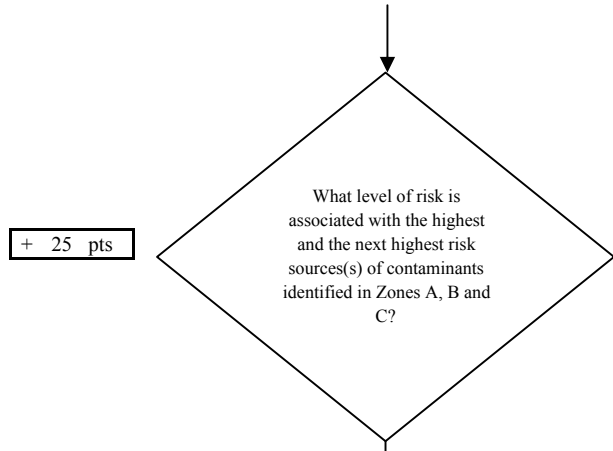 What level of risk is
associated with the highest
and the next highest risk
sources(s) of contaminants
identified in Zones A, B and
C?
+ 25 pts